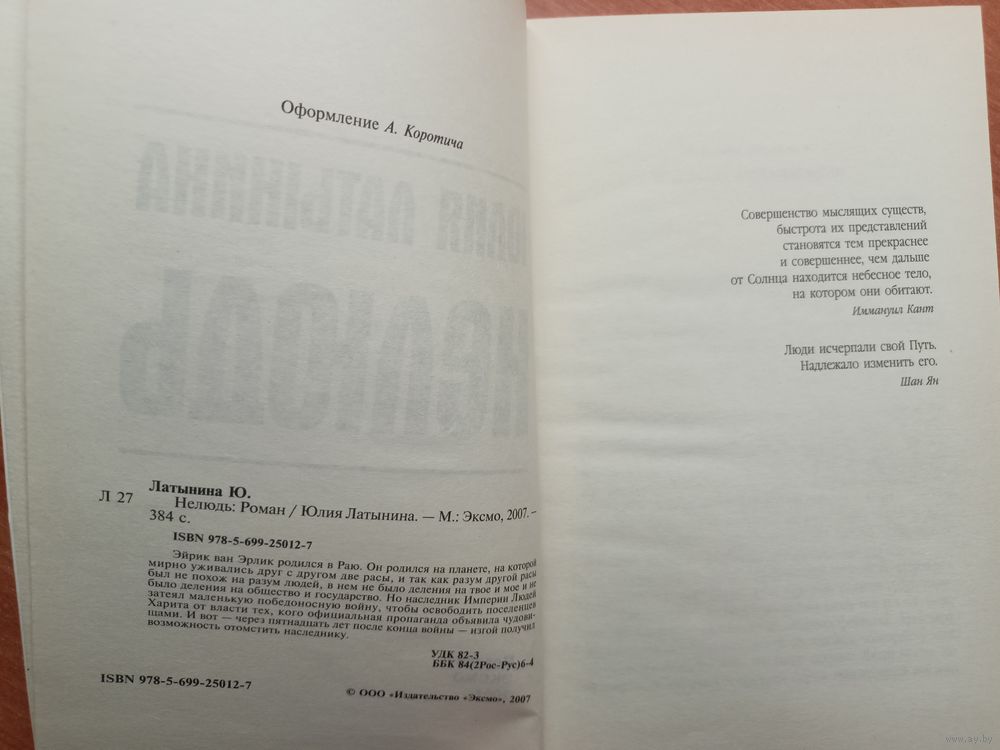 Оформление А. Коротича
Латынина Ю.
Л 27
Нелюдь: Роман / Юлия Латынина. — М.: Эксмо, 2007. –
384 с.
ISBN 978-5-699-25012-7
Эйрик ван Эрлик родился в Раю. Он родился на планете, на которой
мирно уживались друг с другом две расы, и так как разум другой расы
был не похож на разум людей, в нем не было деления на твое и мое и не
было деления на общество и государство. Но наследник Империи Людей
затеял маленькую победоносную войну, чтобы освободить поселенцев
Харита от власти тех, кого официальная пропаганда объявила чудови-
щами. И вот — через пятнадцать лет после конца войны — изгой получил
возможность отомстить наследнику.
УДК 82-3
ББК 84(2Рос-Рус)6-4
ISBN 978-5-699-25012-7
© ООО «Издательство «Эксмо», 2007
Совершенство мыслящих существ,
быстрота их представлений
становятся тем прекраснее
и совершеннее, чем дальше
от Солнца находится небесное тело,
на котором они обитают.
Иммануил Кант
Люди исчерпали свой Путь.
Надлежало изменить его.
Шан Ян
www.ay.by